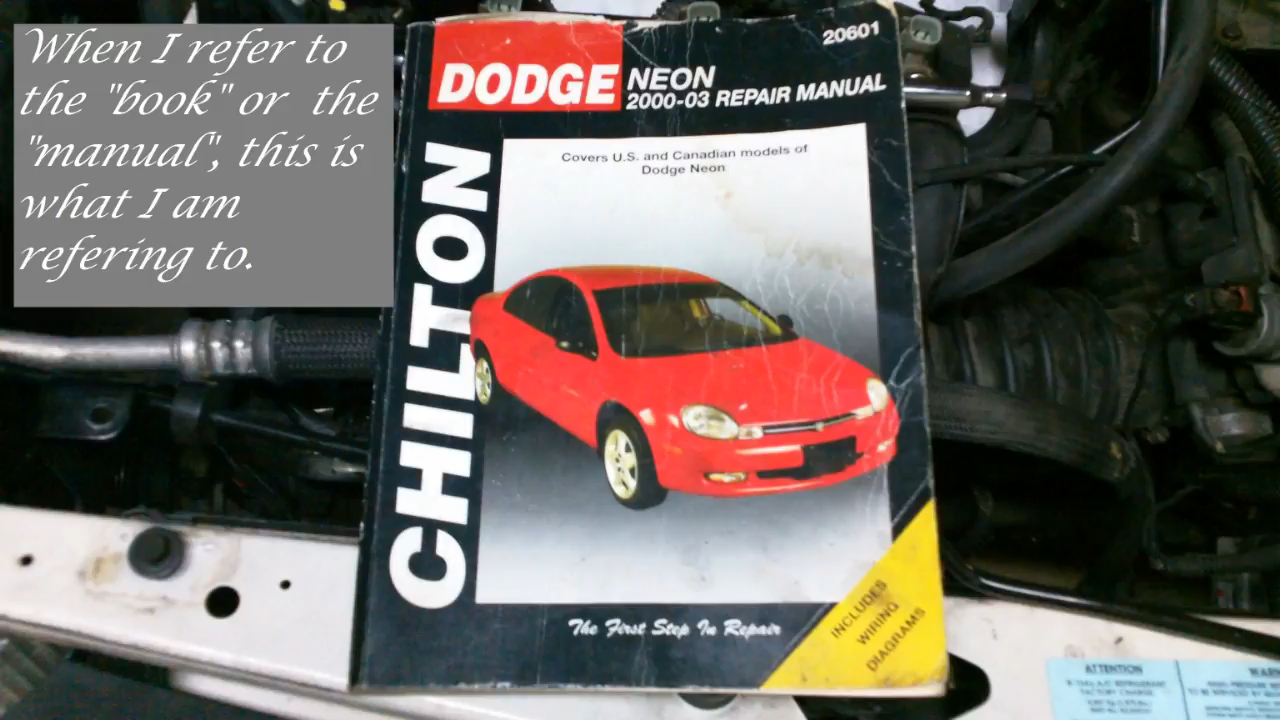 When I refer to
the "book" or the
"manual", this is
what I am
refering to.
20601
DODGE NEON
2000-03 REPAIR MANUAL
Covers U.S. and Canadian models of
Dodge Neon
CHILTON
The First Step In Repair
INCLUDES
WIRING
DIAGRAMS
ATTENTION
FACTORY CHARGE